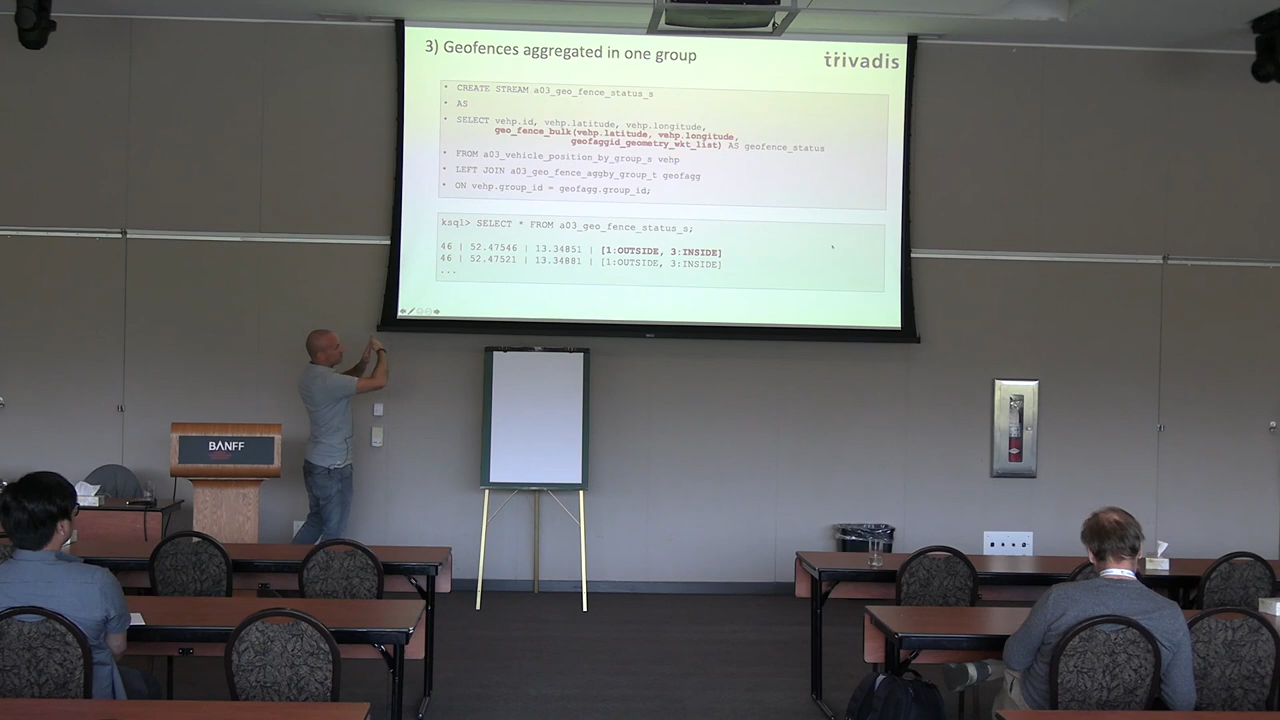 3) Geofences aggregated in one group
trivadis
• CREATE STREAM a03_geo_fence_status_s
• AS
• SELECT vehp.id, vehp.latitude, vehp.longitude,
geo_fence_bulk(vehp.latitude, vehp.longitude,
geofaggid_geometry_wkt_list) AS geofence_status
• FROM a03_vehicle_position_by_group_s vehp
• LEFT JOIN a03_geo_fence_aggby_group_t geofagg
• ON vehp.group_id = geofagg.group_id;
ksql> SELECT * FROM a03_geo_fence_status_s;
46 | 52.47546 | 13.34851 | [1:OUTSIDE, 3:INSIDE]
46 | 52.47521 | 13.34881 | [1:OUTSIDE, 3:INSIDE]
...
BANFF